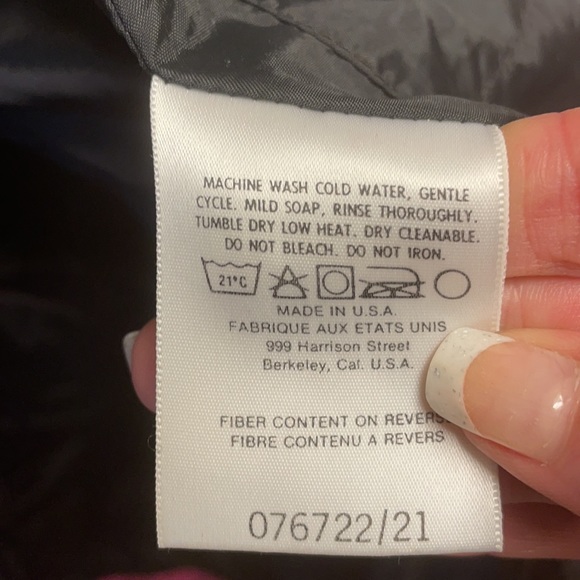 MACHINE WASH COLD WATER, GENTLE
CYCLE. MILD SOAP, RINSE THOROUGHLY.
TUMBLE DRY LOW HEAT. DRY CLEANABLE.
DO NOT BLEACH. DO NOT IRON.
21°C
MADE IN U.S.A.
FABRIQUE AUX ETATS UNIS
999 Harrison Street
Berkeley, Cal. U.S.A.
FIBER CONTENT ON
FIBRE CONTENU A REVERS
076722/21